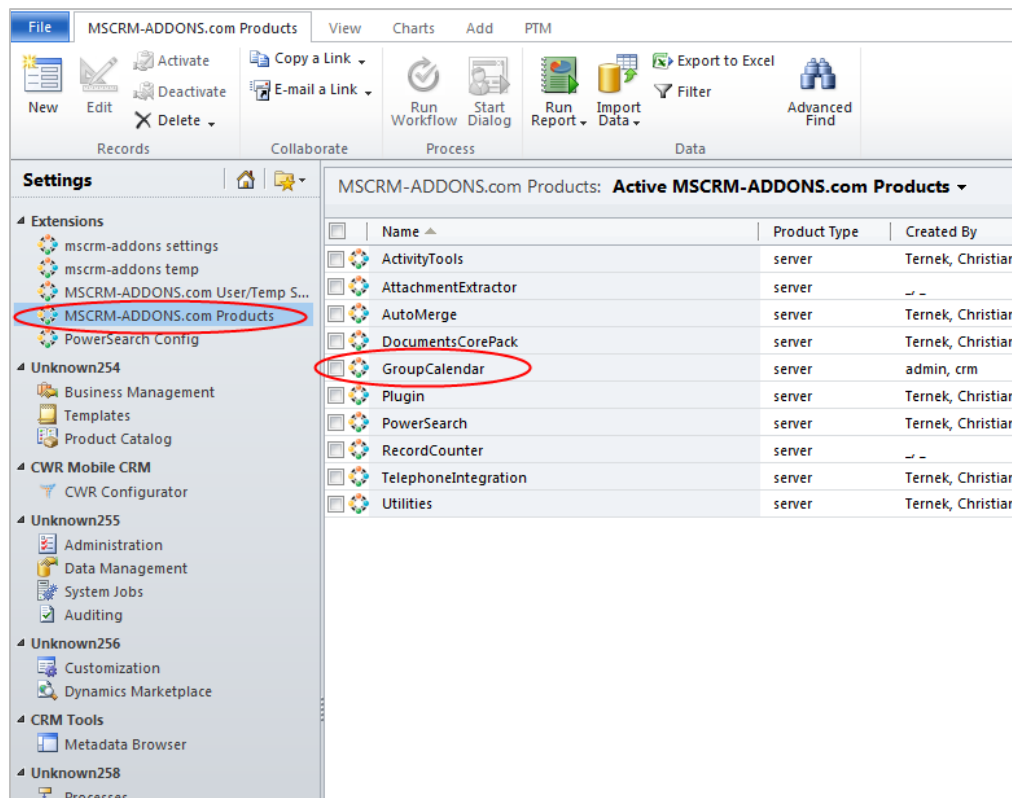 File MSCRM-ADDONS.com Products View Charts Add PTM
New
Edit
Activate
Deactivate
Delete
Records
Copy a Link
E-mail a Link
Collaborate
Run Workflow
Start Dialog
Process
Run Report
Import Data
Export to Excel
Filter
Advanced Find
Data
Settings
Extensions
mscrm-addons settings
mscrm-addons temp
MSCRM-ADDONS.com User/Temp S...
MSCRM-ADDONS.com Products
PowerSearch Config
Unknown254
Business Management
Templates
Product Catalog
CWR Mobile CRM
CWR Configurator
Unknown255
Administration
Data Management
System Jobs
Auditing
Unknown256
Customization
Dynamics Marketplace
CRM Tools
Metadata Browser
Unknown258
Processes
MSCRM-ADDONS.com Products: Active MSCRM-ADDONS.com Products
Name Product Type Created By
ActivityTools server Ternek, Christian
AttachmentExtractor server _, _
AutoMerge server Ternek, Christian
DocumentsCorePack server Ternek, Christian
GroupCalendar server admin, crm
Plugin server Ternek, Christian
PowerSearch server Ternek, Christian
RecordCounter server _, _
TelephoneIntegration server Ternek, Christian
Utilities server Ternek, Christian